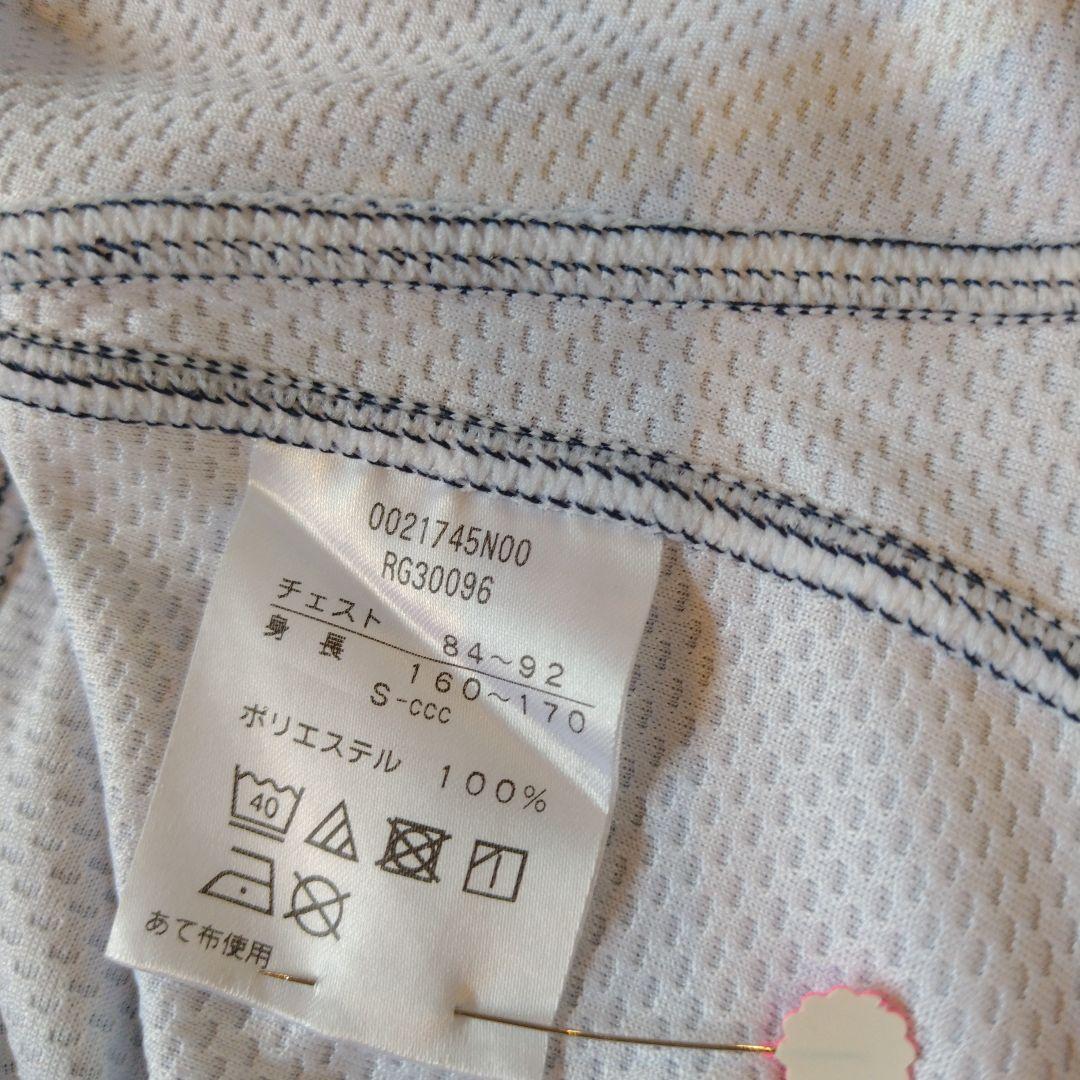 0021745N00
RG30096
チェスト 84〜92
身長 160〜170
S-ccc
ポリエステル 100%
40
あて布使用